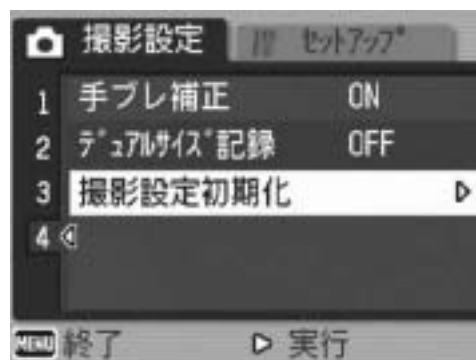 撮影設定 セットアップ
1 手ブレ補正 ON
2 デュアルサイズ記録 OFF
3 撮影設定初期化
4
MENU 終了 実行